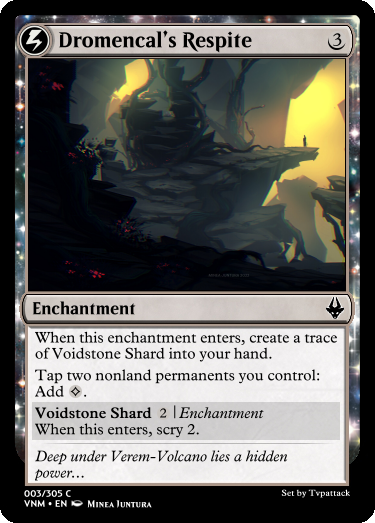 Dromencal's Respite 3
Enchantment
When this enchantment enters, create a trace
of Voidstone Shard into your hand.
Tap two nonland permanents you control:
Add .
Voidstone Shard 2 | Enchantment
When this enters, scry 2.
Deep under Verem-Volcano lies a hidden
power...
003/305 C
VNM • EN Minea Juntura
Set by Tvpattack